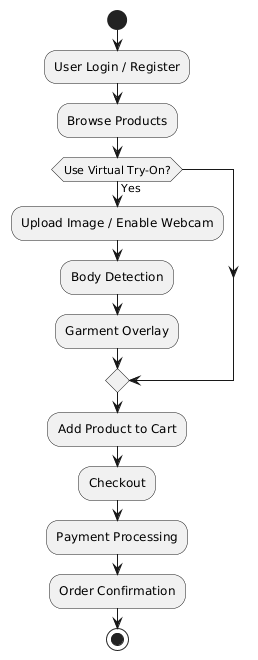 User Login / Register
Browse Products
Use Virtual Try-On?
Yes
Upload Image / Enable Webcam
Body Detection
Garment Overlay
Add Product to Cart
Checkout
Payment Processing
Order Confirmation